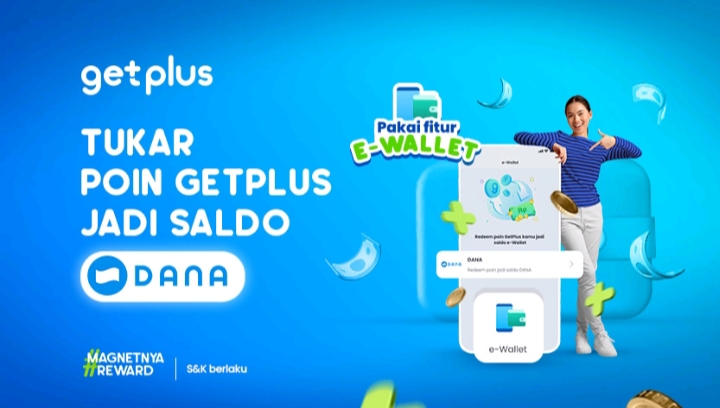 getplus
TUKAR
POIN GETPLUS
JADI SALDO
DANA
#MAGNETNYA
#REWARD
S&K berlaku
Pakai fitur
E-WALLET
e-Wallet
Redeem poin GetPlus kamu jadi
saldo e-Wallet
DANA
DANA
Redeem poin jadi saldo DANA
e-Wallet